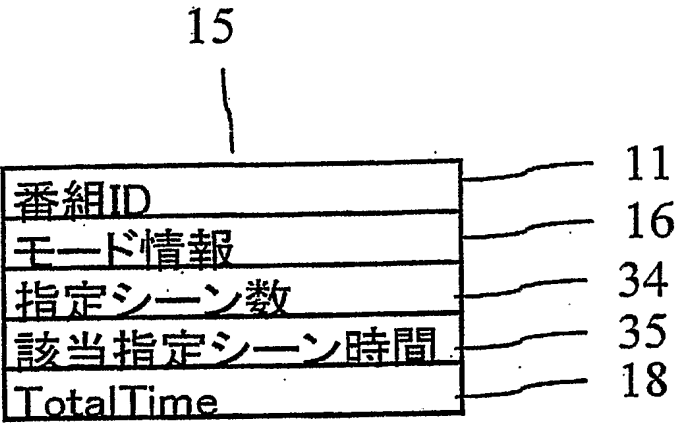 15
番組ID 11
モード情報 16
指定シーン数 34
該当指定シーン時間 35
TotalTime 18